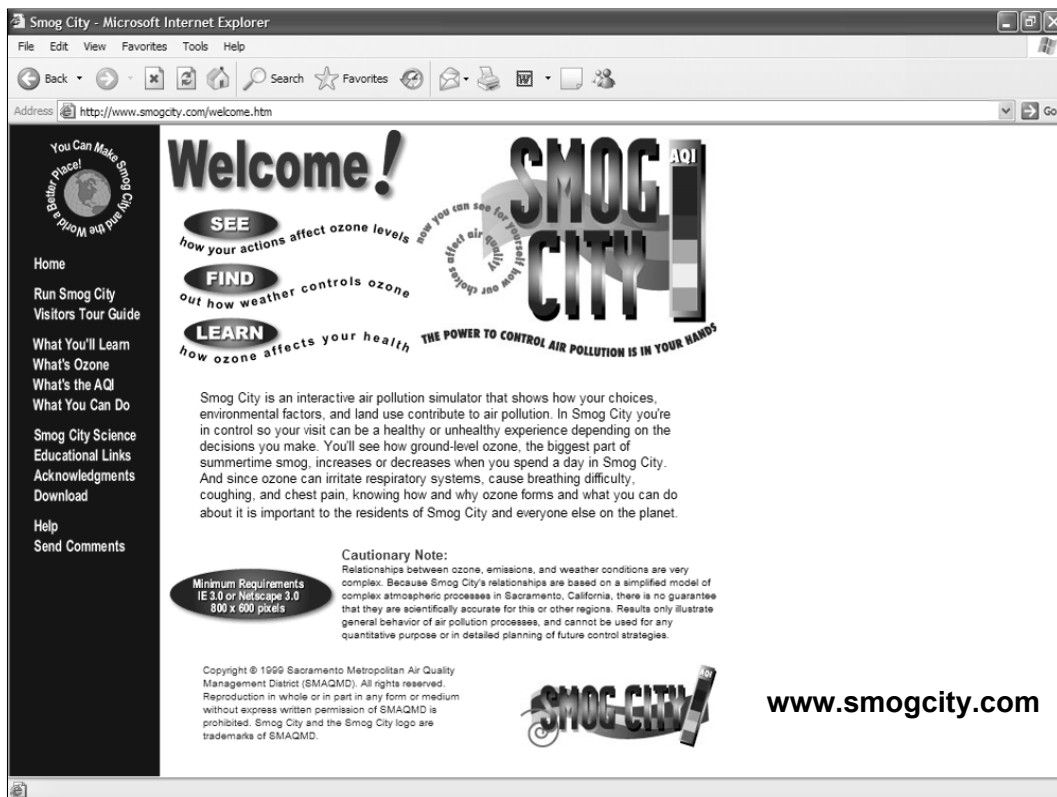 Smog City - Microsoft Internet Explorer
File Edit View Favorites Tools Help
Back Search Favorites
Address http://www.smogcity.com/welcome.htm Go
You Can Make Smog City and the World a Better Place!
Home
Run Smog City
Visitors Tour Guide
What You'll Learn
What's Ozone
What's the AQI
What You Can Do
Smog City Science
Educational Links
Acknowledgments
Download
Help
Send Comments
Welcome!
SEE
how your actions affect ozone levels
FIND
out how weather controls ozone
LEARN
how ozone affects your health
now you can see for yourself how our choices affect air quality
SMOG
CITY
AQI
THE POWER TO CONTROL AIR POLLUTION IS IN YOUR HANDS
Smog City is an interactive air pollution simulator that shows how your choices,
environmental factors, and land use contribute to air pollution. In Smog City you're
in control so your visit can be a healthy or unhealthy experience depending on the
decisions you make. You'll see how ground-level ozone, the biggest part of
summertime smog, increases or decreases when you spend a day in Smog City.
And since ozone can irritate respiratory systems, cause breathing difficulty,
coughing, and chest pain, knowing how and why ozone forms and what you can do
about it is important to the residents of Smog City and everyone else on the planet.
Minimum Requirements
IE 3.0 or Netscape 3.0
800 x 600 pixels
Cautionary Note:
Relationships between ozone, emissions, and weather conditions are very
complex. Because Smog City's relationships are based on a simplified model of
complex atmospheric processes in Sacramento, California, there is no guarantee
that they are scientifically accurate for this or other regions. Results only illustrate
general behavior of air pollution processes, and cannot be used for any
quantitative purpose or in detailed planning of future control strategies.
Copyright © 1999 Sacramento Metropolitan Air Quality
Management District (SMAQMD). All rights reserved.
Reproduction in whole or in part in any form or medium
without express written permission of SMAQMD is
prohibited. Smog City and the Smog City logo are
trademarks of SMAQMD.
SMOG CITY
AQI
www.smogcity.com